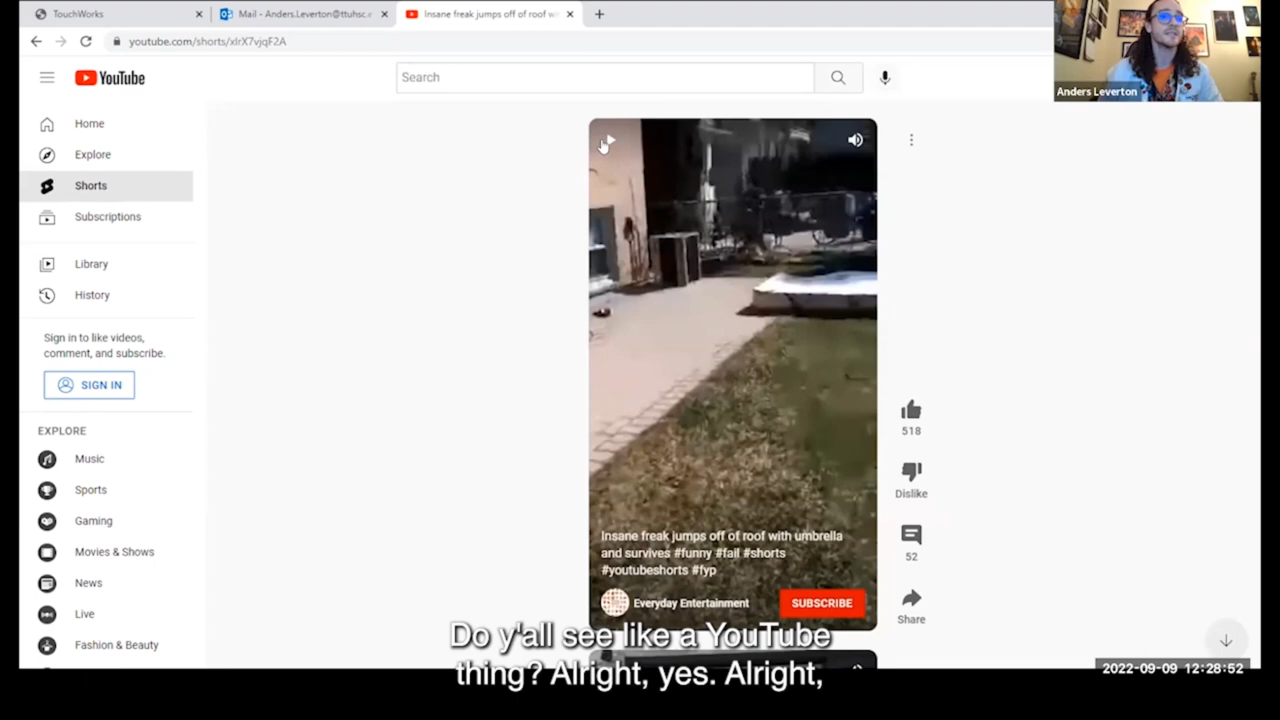 TouchWorks
Mail - Anders.Leverton@ttuhsc.e
Insane freak jumps off of roof wi
youtube.com/shorts/xlrX7vjqF2A
YouTube
Search
Anders Leverton
Home
Explore
Shorts
Subscriptions
Library
History
Sign in to like videos,
comment, and subscribe.
SIGN IN
EXPLORE
Music
Sports
Gaming
Movies & Shows
News
Live
Fashion & Beauty
518
Dislike
52
Share
Insane freak jumps off of roof with umbrella
and survives #funny #fail #shorts
#youtubeshorts #fyp
Everyday Entertainment
SUBSCRIBE
Do y'all see like a YouTube
thing? Alright, yes. Alright,
2022-09-09 12:28:52